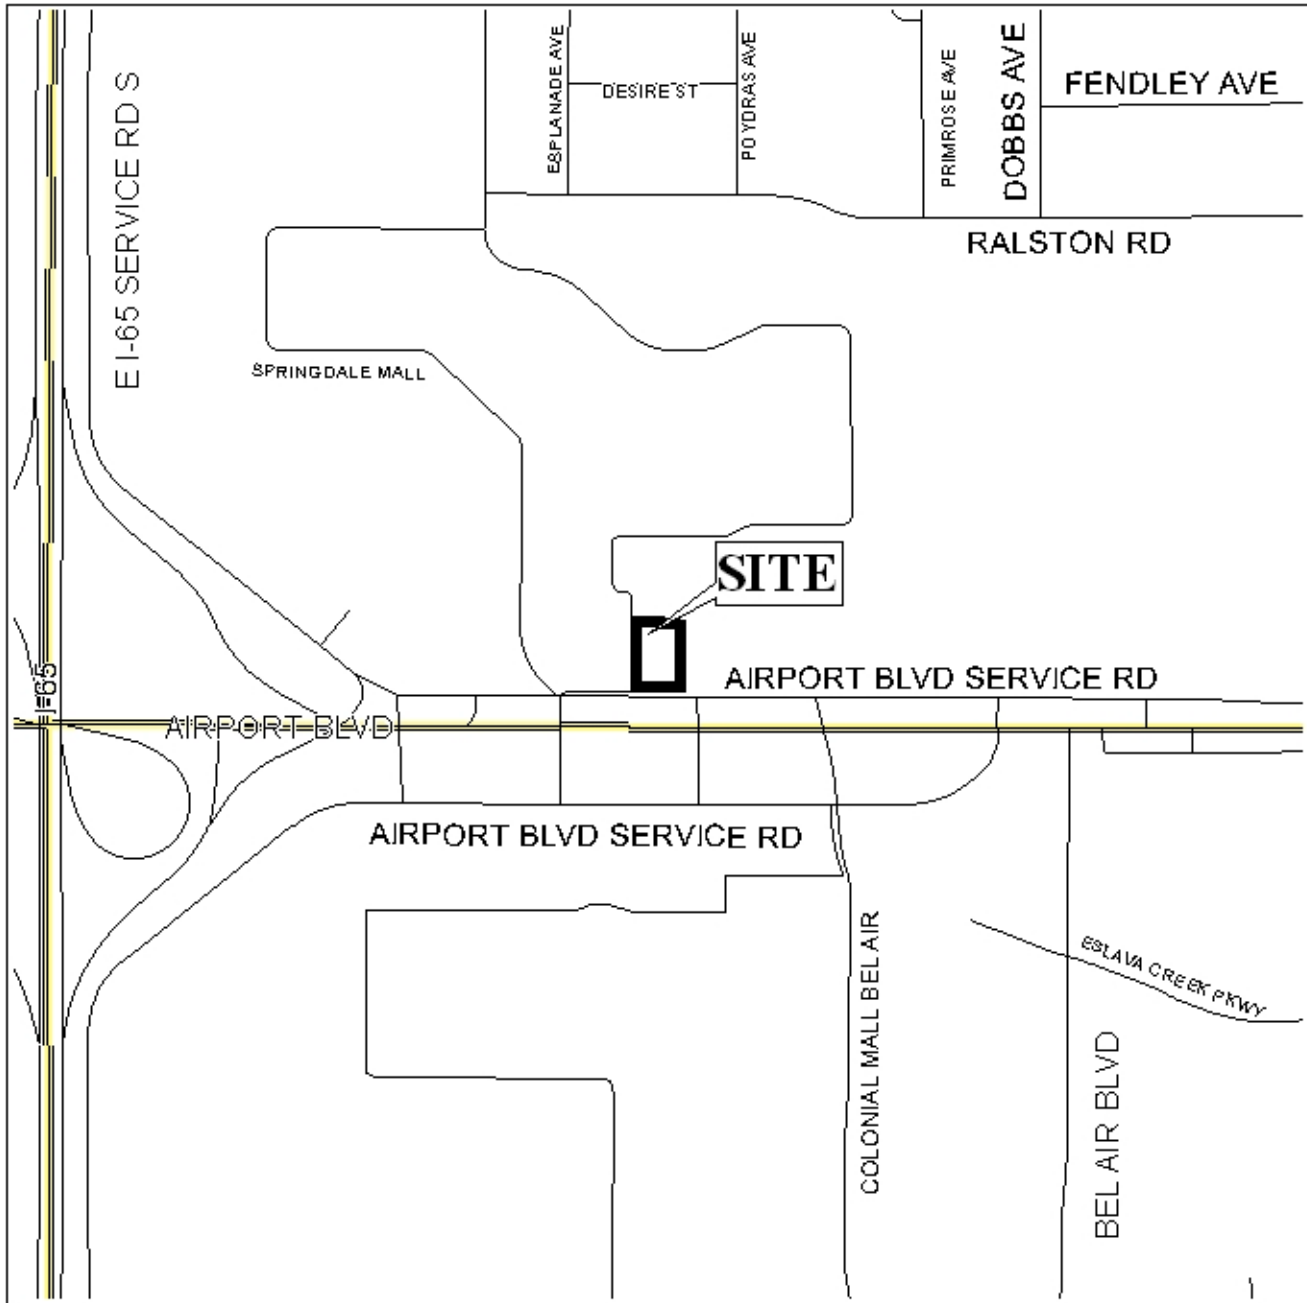 ESPLANADE AVE
DESIRE ST
POYDRAS AVE
PRIMROSE AVE
DOBBS AVE
FENDLEY AVE
E I-65 SERVICE RD S
RALSTON RD
SPRINGDALE MALL
SITE
AIRPORT BLVD SERVICE RD
I-65
AIRPORT BLVD
AIRPORT BLVD SERVICE RD
COLONIAL MALL BEL AIR
ESLAVA CREEK PKWY
BEL AIR BLVD